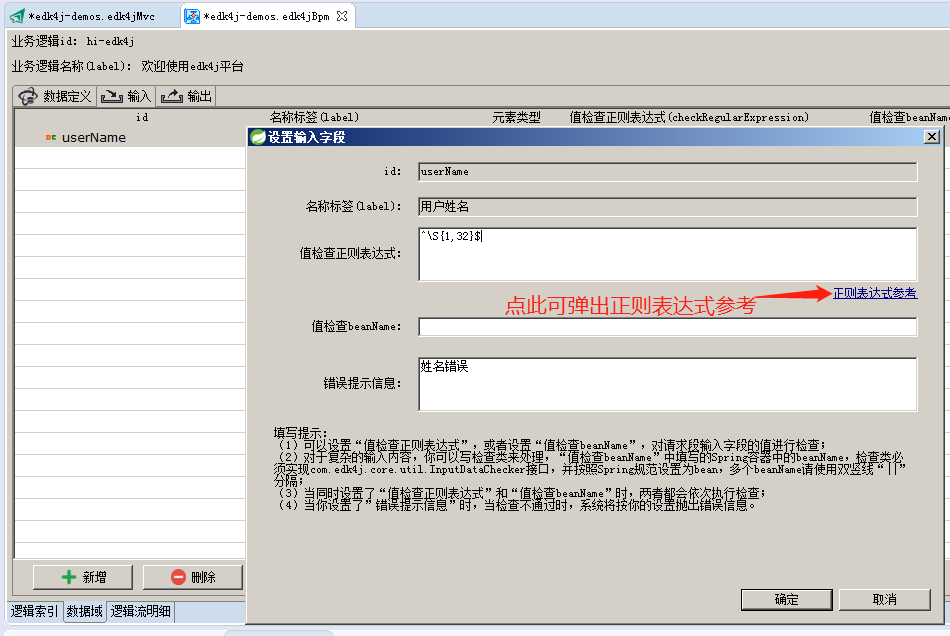 *edk4j-demos.edk4jMvc
*edk4j-demos.edk4jBpm
业务逻辑id: hi-edk4j
业务逻辑名称(label): 欢迎使用edk4j平台
数据定义 输入 输出
id 名称标签(label) 元素类型 值检查正则表达式(checkRegularExpression) 值检查beanNam
userName
设置输入字段
id: userName
名称标签(label): 用户姓名
值检查正则表达式: ^\S{1,32}$
正则表达式参考
点此可弹出正则表达式参考
值检查beanName:
错误提示信息: 姓名错误
填写提示:
(1)可以设置“值检查正则表达式”,或者设置“值检查beanName”,对请求段输入字段的值进行检查;
(2)对于复杂的输入内容,你可以写检查类来处理,“值检查beanName”中填写的Spring容器中的beanName,检查类必
须实现com.edk4j.core.util.InputDataChecker接口,并按照Spring规范设置为bean,多个beanName请使用双竖线“||”
分隔;
(3)当同时设置了“值检查正则表达式”和“值检查beanName”时,两者都会依次执行检查;
(4)当你设置了”错误提示信息”时,当检查不通过时,系统将按你的设置抛出错误信息。
新增 删除
确定 取消
逻辑索引 数据域 逻辑流明细